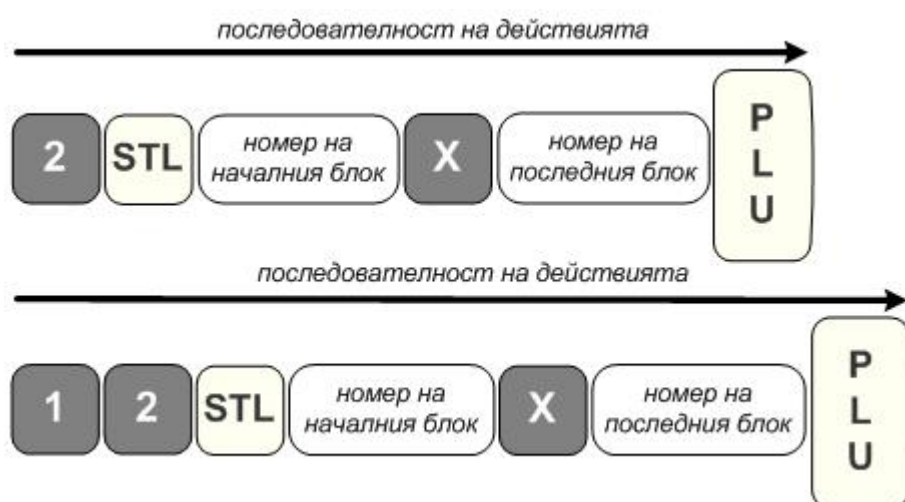 последователност на действията
2 STL номер на началния блок X номер на последния блок P L U
последователност на действията
1 2 STL номер на началния блок X номер на последния блок P L U